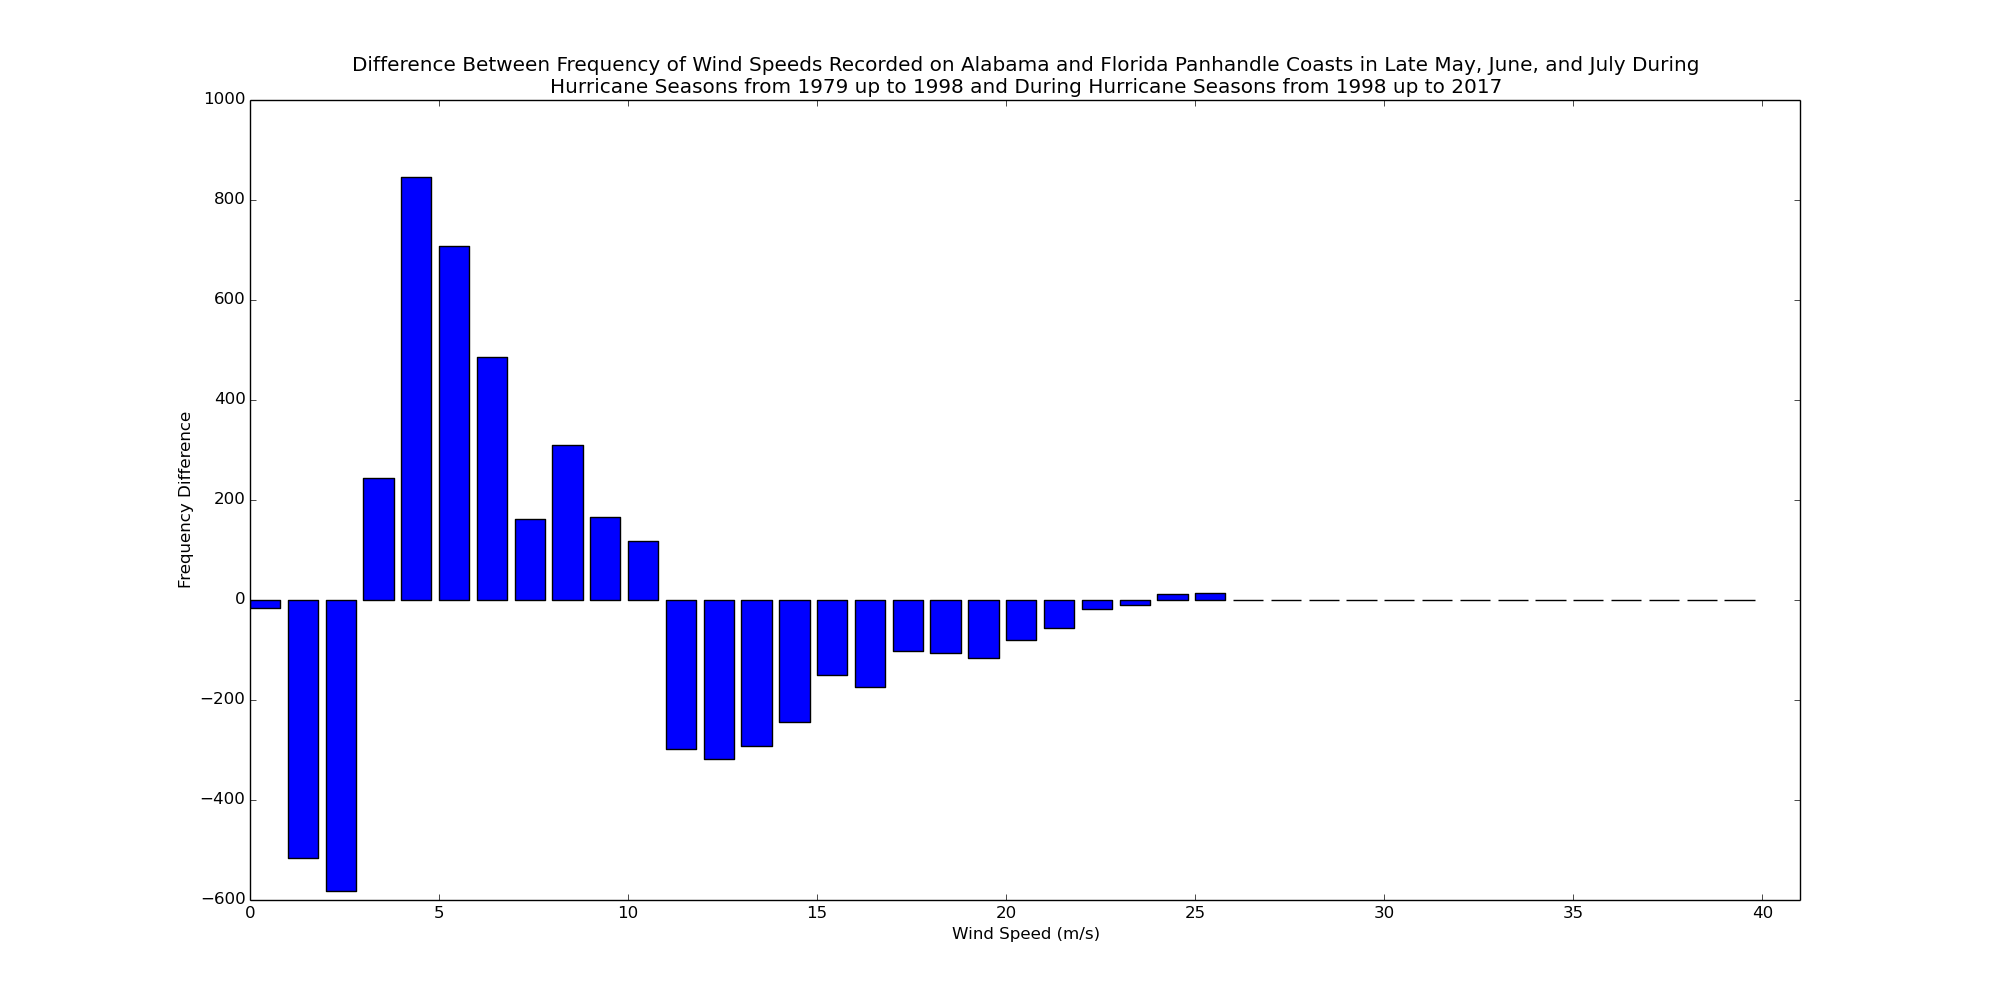 Difference Between Frequency of Wind Speeds Recorded on Alabama and Florida Panhandle Coasts in Late May, June, and July During
Hurricane Seasons from 1979 up to 1998 and During Hurricane Seasons from 1998 up to 2017
1000
800
600
400
200
0
−200
−400
−600
Frequency Difference
0 5 10 15 20 25 30 35 40
Wind Speed (m/s)